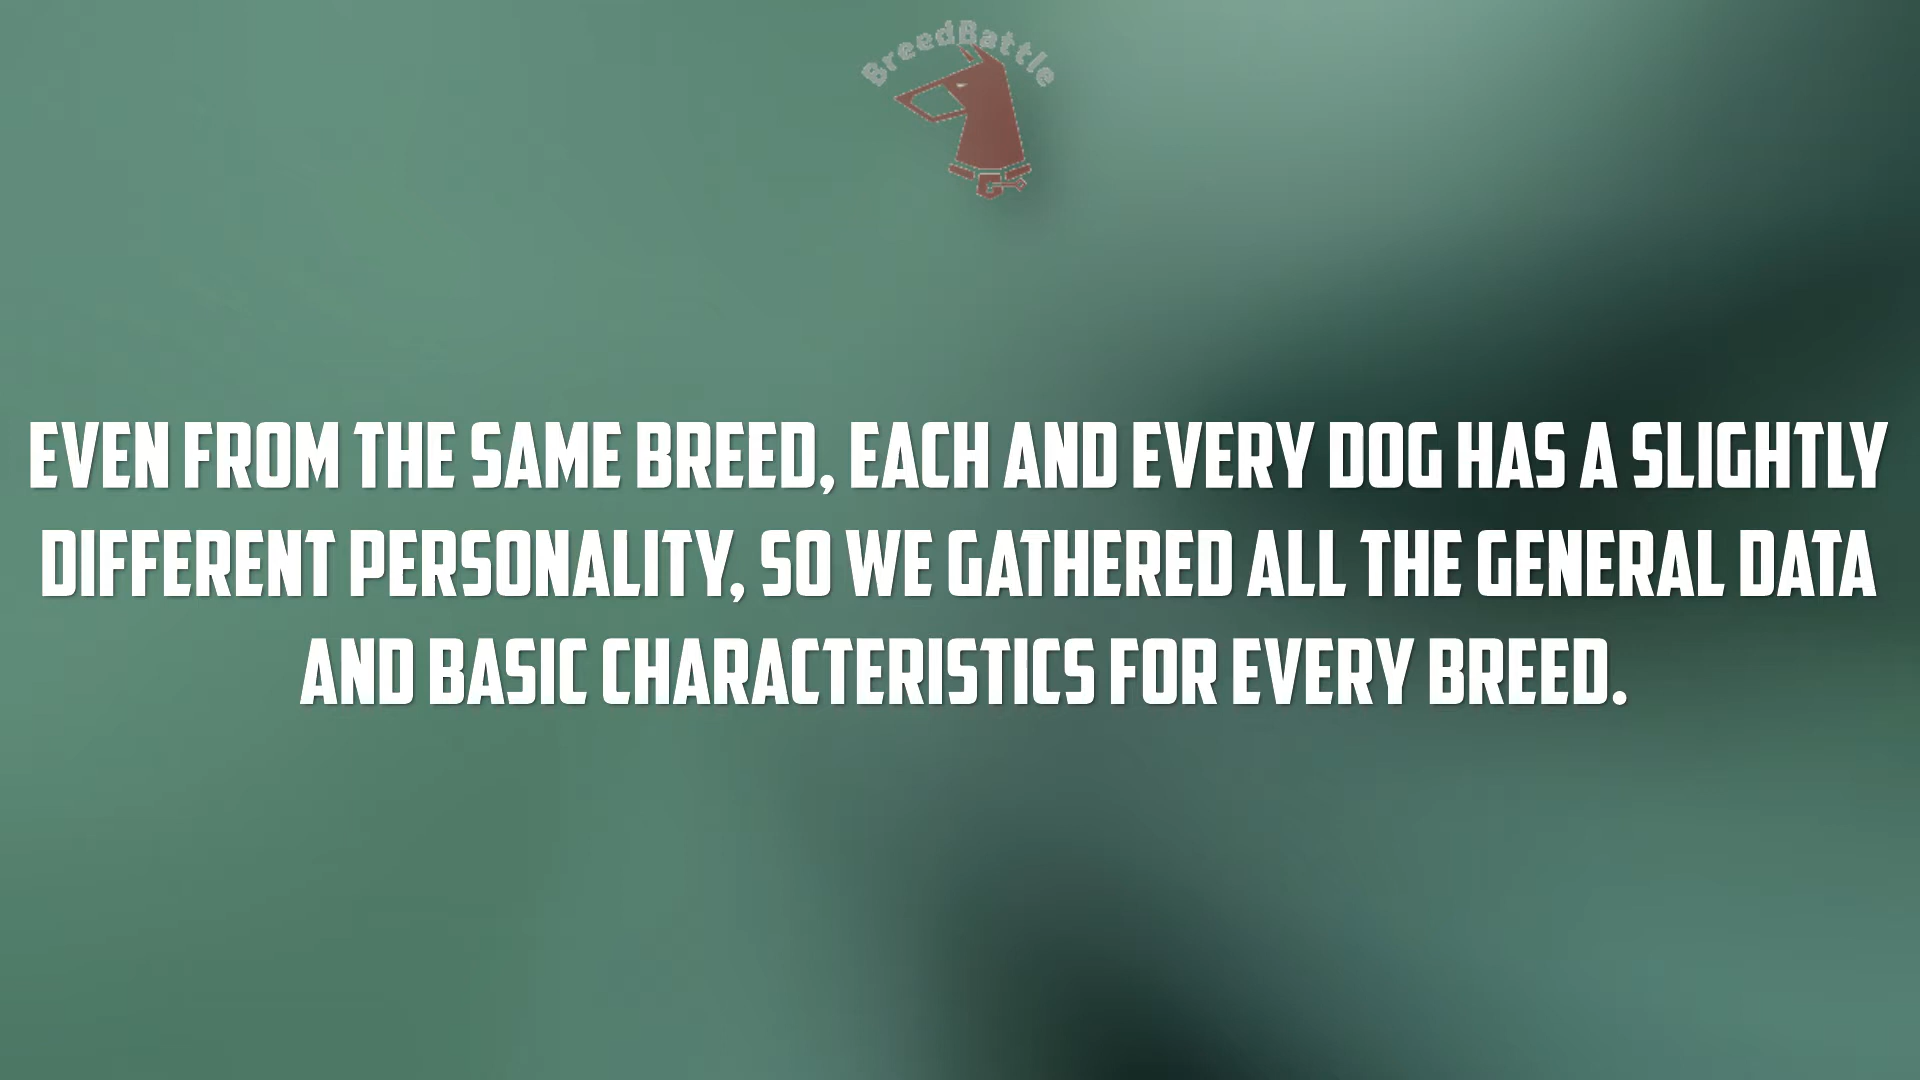 BreedBattle
EVEN FROM THE SAME BREED, EACH AND EVERY DOG HAS A SLIGHTLY
DIFFERENT PERSONALITY, SO WE GATHERED ALL THE GENERAL DATA
AND BASIC CHARACTERISTICS FOR EVERY BREED.